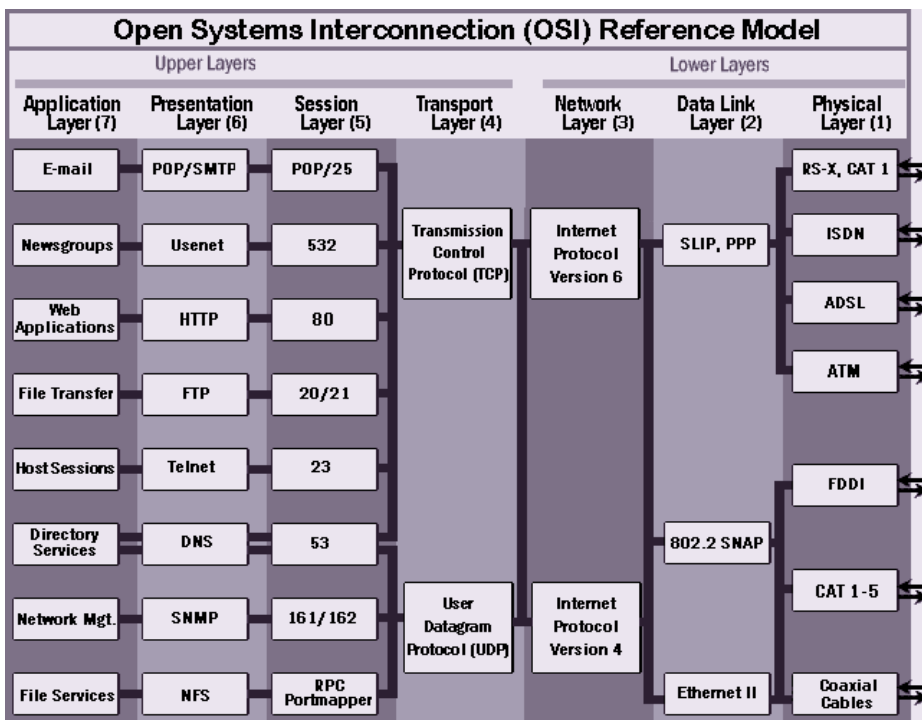 Open Systems Interconnection (OSI) Reference Model
Upper Layers
Lower Layers
Application
Layer (7)
Presentation
Layer (6)
Session
Layer (5)
Transport
Layer (4)
Network
Layer (3)
Data Link
Layer (2)
Physical
Layer (1)
E-mail
POP/SMTP
POP/25
Newsgroups
Usenet
532
Web
Applications
HTTP
80
File Transfer
FTP
20/21
Host Sessions
Telnet
23
Directory
Services
DNS
53
Network Mgt.
SNMP
161/162
File Services
NFS
RPC
Portmapper
Transmission
Control
Protocol (TCP)
User
Datagram
Protocol (UDP)
Internet
Protocol
Version 6
Internet
Protocol
Version 4
SLIP, PPP
802.2 SNAP
Ethernet II
RS-X, CAT 1
ISDN
ADSL
ATM
FDDI
CAT 1-5
Coaxial
Cables